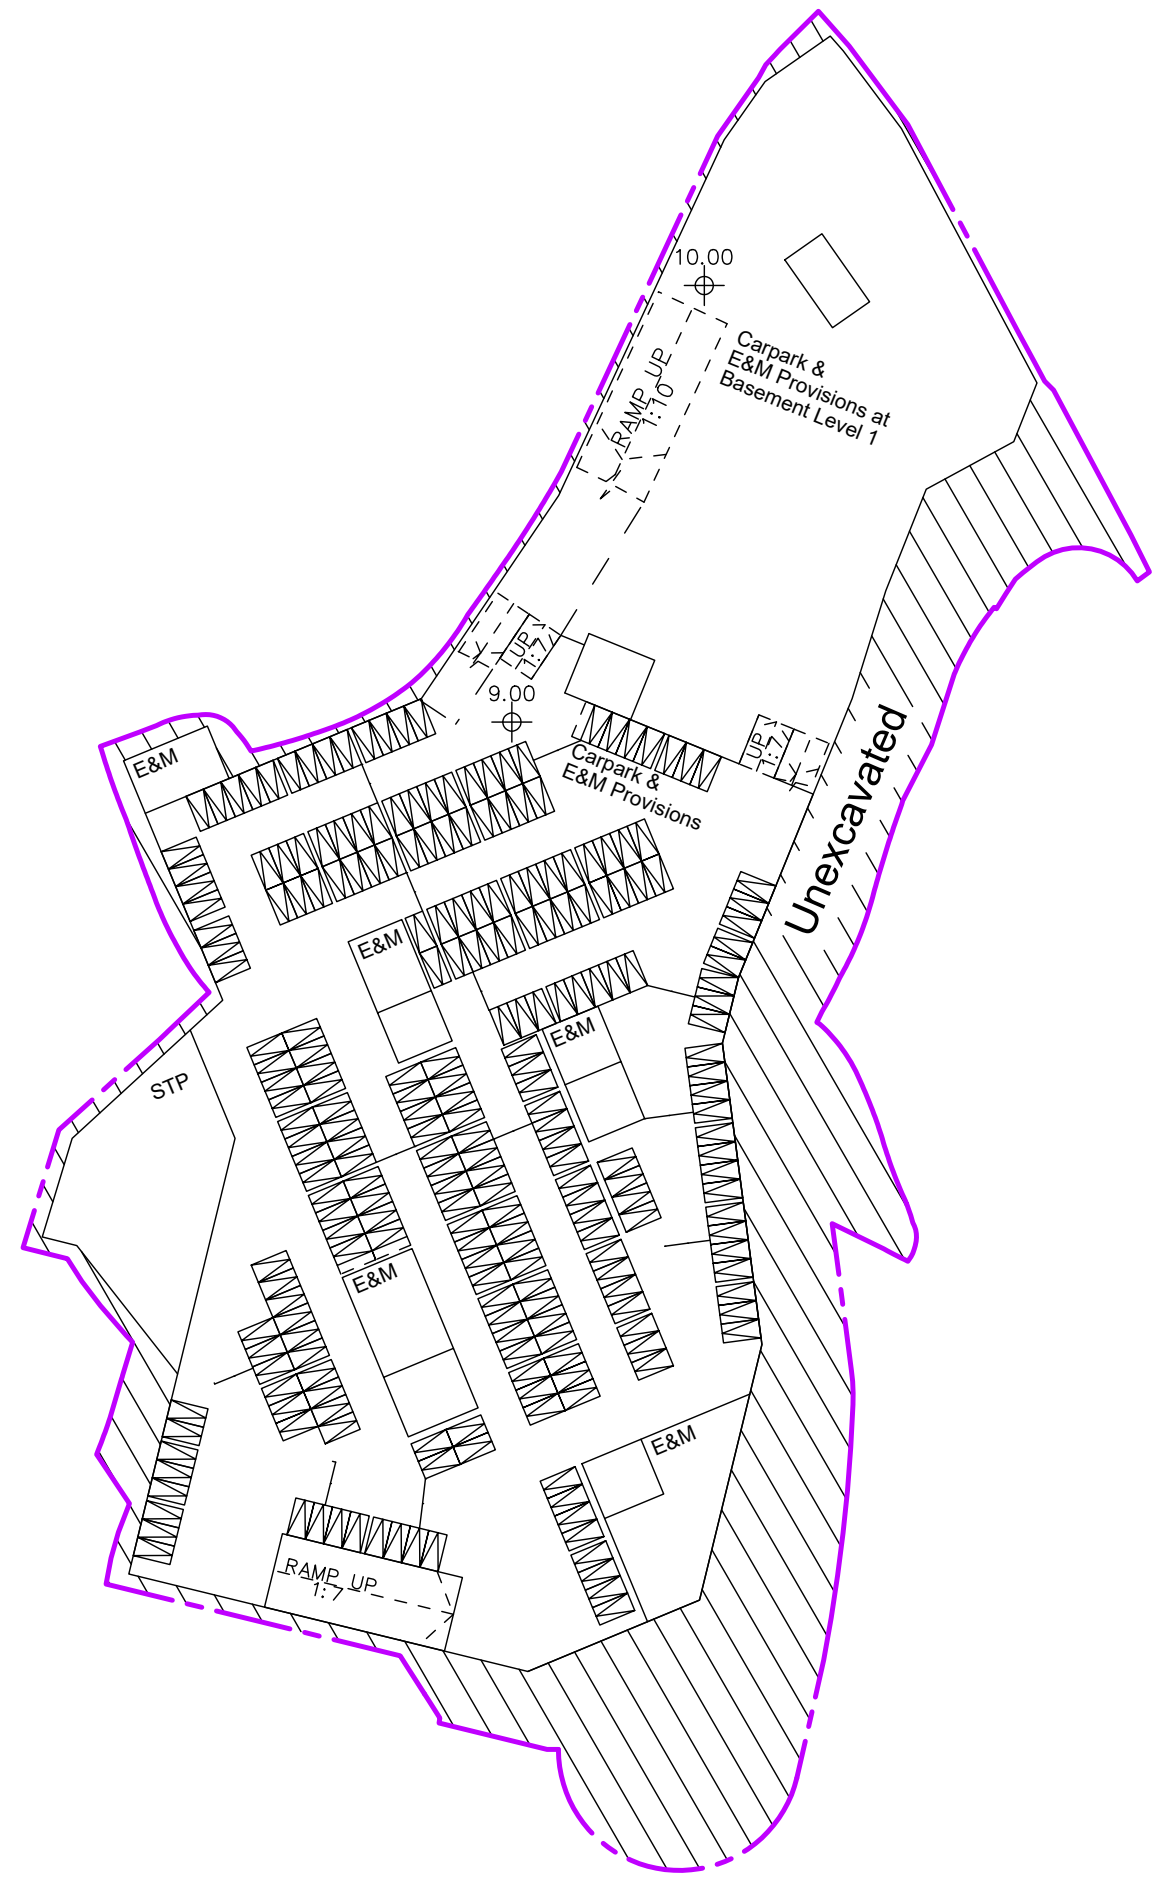 10.00
RAMP UP
1:10
Carpark &
E&M Provisions at
Basement Level 1
UP
1:7
9.00
UP
1:7
E&M
Carpark &
E&M Provisions
Unexcavated
E&M
E&M
STP
E&M
E&M
RAMP UP
1:7